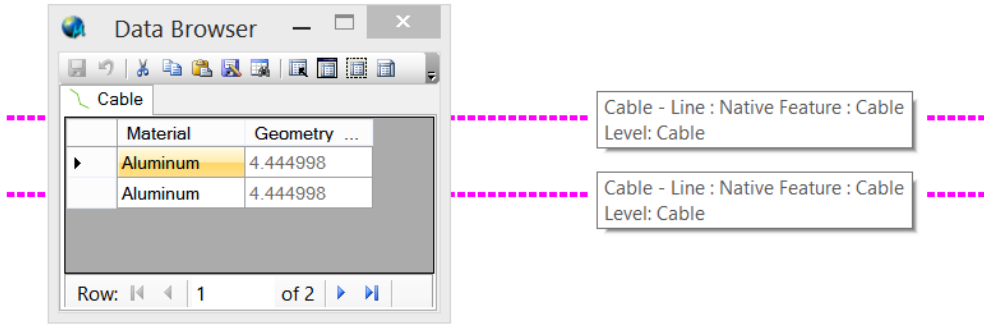 Data Browser
Cable
Material Geometry ...
Aluminum 4.444998
Aluminum 4.444998
Row: 1 of 2
Cable - Line : Native Feature : Cable
Level: Cable
Cable - Line : Native Feature : Cable
Level: Cable